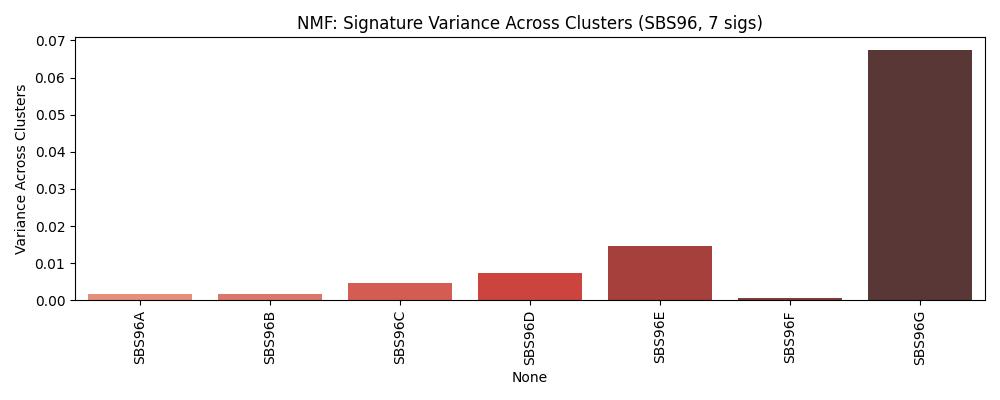 NMF: Signature Variance Across Clusters (SBS96, 7 sigs)
Variance Across Clusters
0.07
0.06
0.05
0.04
0.03
0.02
0.01
0.00
SBS96A
SBS96B
SBS96C
SBS96D
SBS96E
SBS96F
SBS96G
None